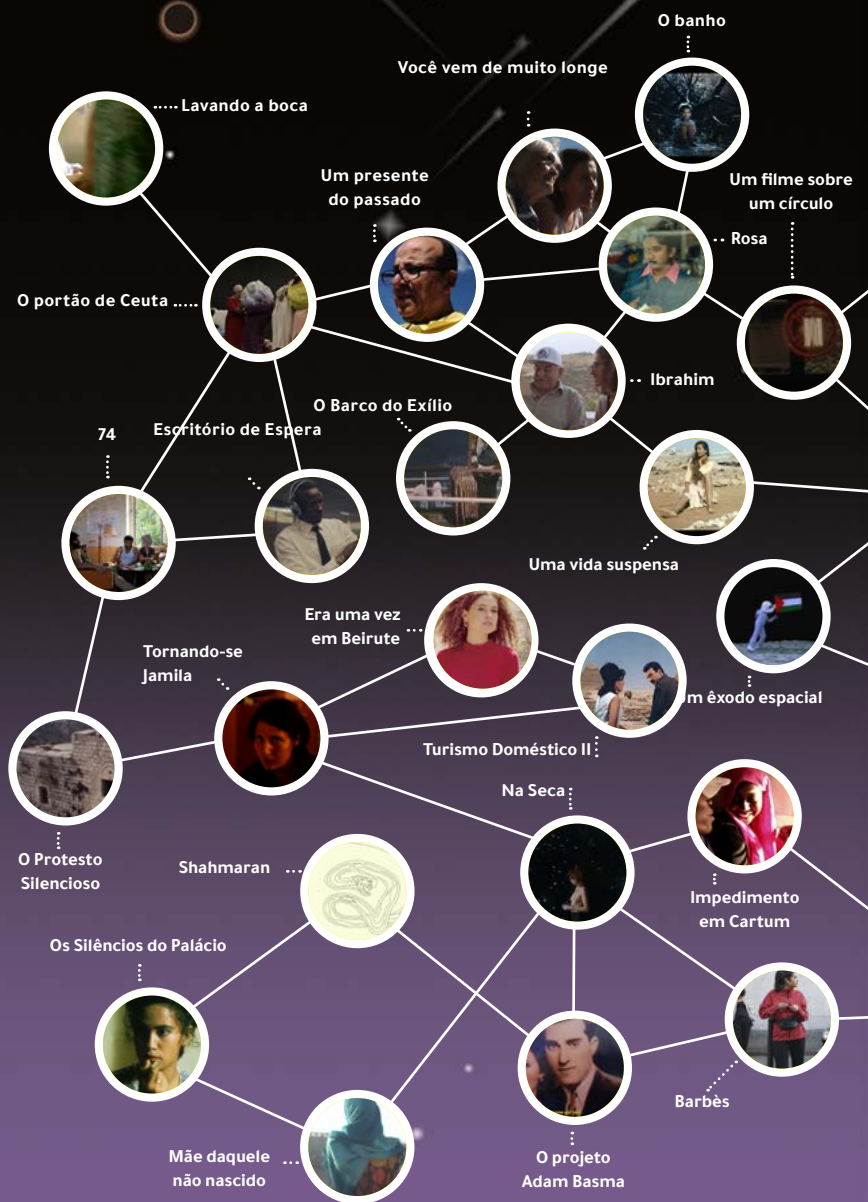 O banho
Você vem de muito longe
Lavando a boca
Um presente
do passado
Um filme sobre
um círculo
Rosa
O portão de Ceuta
Ibrahim
O Barco do Exílio
74
Escritório de Espera
Uma vida suspensa
Era uma vez
em Beirute
Tornando-se
Jamila
m êxodo espacial
Turismo Doméstico II
Na Seca
O Protesto
Silencioso
Shahmaran
Impedimento
em Cartum
Os Silêncios do Palácio
Barbès
Mãe daquele
não nascido
O projeto
Adam Basma